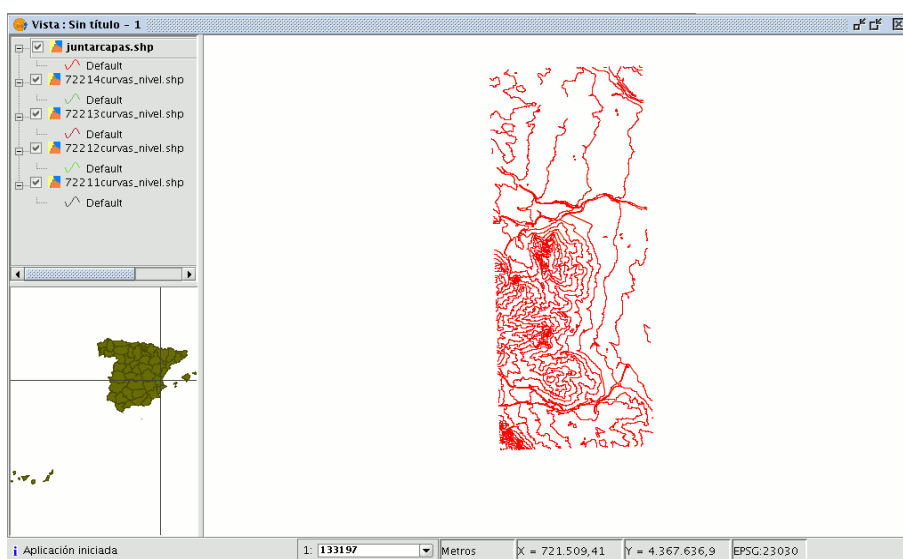 Vista : Sin título - 1
juntarcapas.shp
Default
72214curvas_nivel.shp
Default
72213curvas_nivel.shp
Default
72212curvas_nivel.shp
Default
72211curvas_nivel.shp
Default
Aplicación iniciada 1: 133197 Metros X = 721.509,41 Y = 4.367.636,9 EPSG:23030